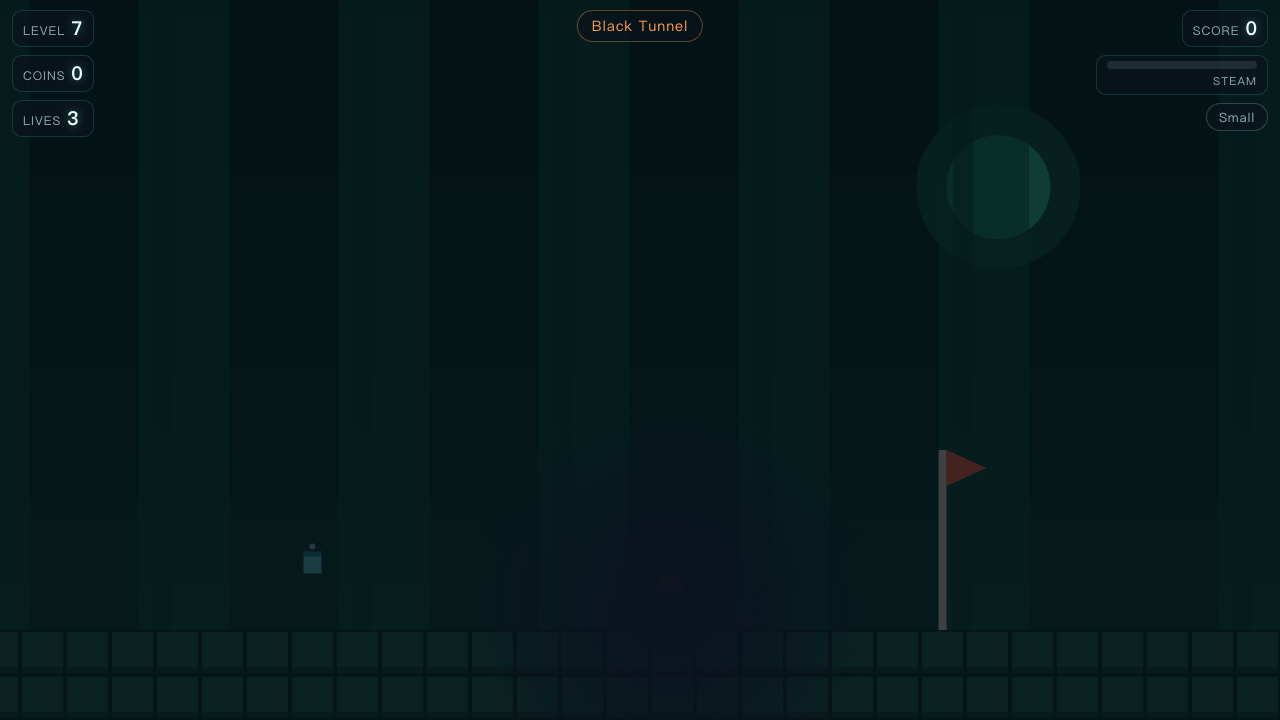 LEVEL 7
Black Tunnel
SCORE 0
COINS 0
STEAM
LIVES 3
Small